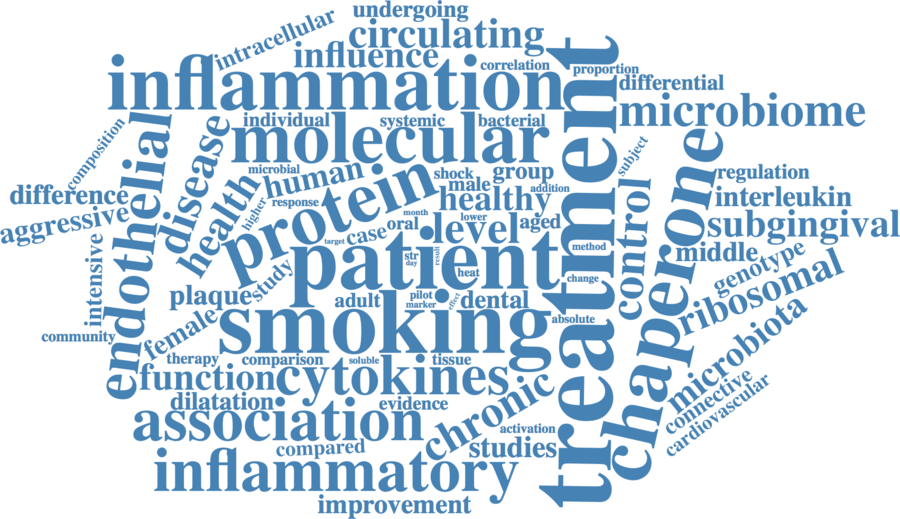 undergoing
intracellular
circulating
influence
correlation
proportion
inflammation
treatment
differential
microbiome
individual
systemic
bacterial
composition
endothelial
disease
molecular
subject
chaperone
microbial
human
shock
group
regulation
difference
health
higher
response
protein
male
addition
healthy
control
interleukin
aggressive
month
lower
case
oral
level
aged
subgingival
target
method
middle
intensive
study
patient
str
day
result
heat
change
genotype
ribosomal
plaque
adult
pilot
marker
effect
dental
community
female
smoking
absolute
microbiota
therapy
comparison
soluble
tissue
function
cytokines
connective
cardiovascular
dilatation
evidence
chronic
association
activation
compared
studies
inflammatory
improvement